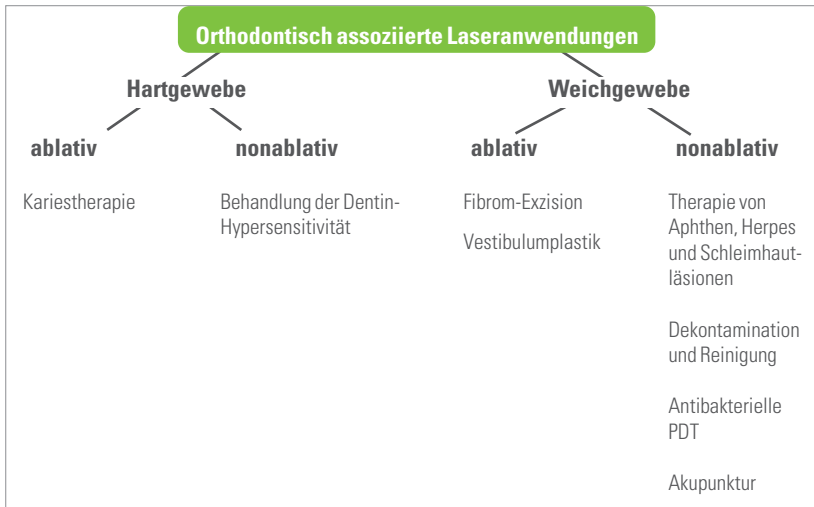 Orthodontisch assoziierte Laseranwendungen
Hartgewebe
Weichgewebe
ablativ
nonablativ
ablativ
nonablativ
Kariestherapie
Behandlung der Dentin-
Hypersensitivität
Fibrom-Exzision
Vestibulumplastik
Therapie von
Aphthen, Herpes
und Schleimhaut-
läsionen
Dekontamination
und Reinigung
Antibakterielle
PDT
Akupunktur